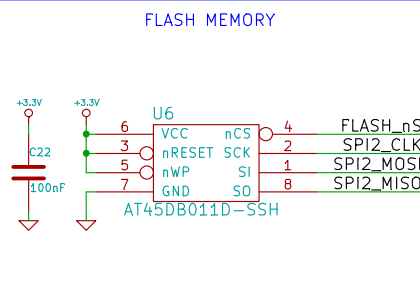 FLASH MEMORY
+3.3V
+3.3V
C22
100nF
U6
6 VCC nCS 4 FLASH_nS
3 nRESET SCK 2 SPI2_CLK
5 nWP SI 1 SPI2_MOSI
7 GND SO 8 SPI2_MISO
AT45DB011D-SSH